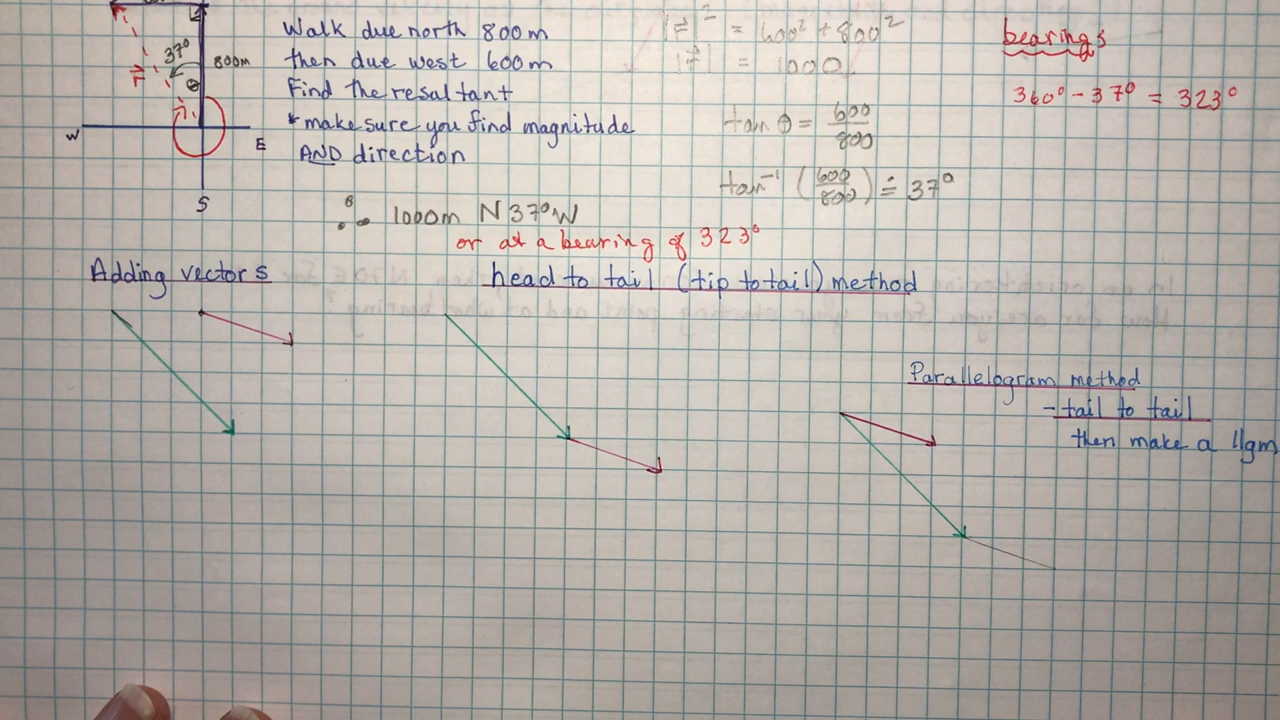 Walk due north 800m
then due west 600m
Find the resultant
* make sure you find magnitude
AND direction
37°
800m
θ
r
W
E
S
|r|² = 600² + 800²
|r| = 1000
tan θ = 600/800
tan⁻¹ (600/800) ≐ 37°
bearings
360° - 37° = 323°
∴ 1000m N37°W
or at a bearing of 323°
Adding vectors
head to tail (tip to tail) method
Parallelogram method
- tail to tail
then make a llgm